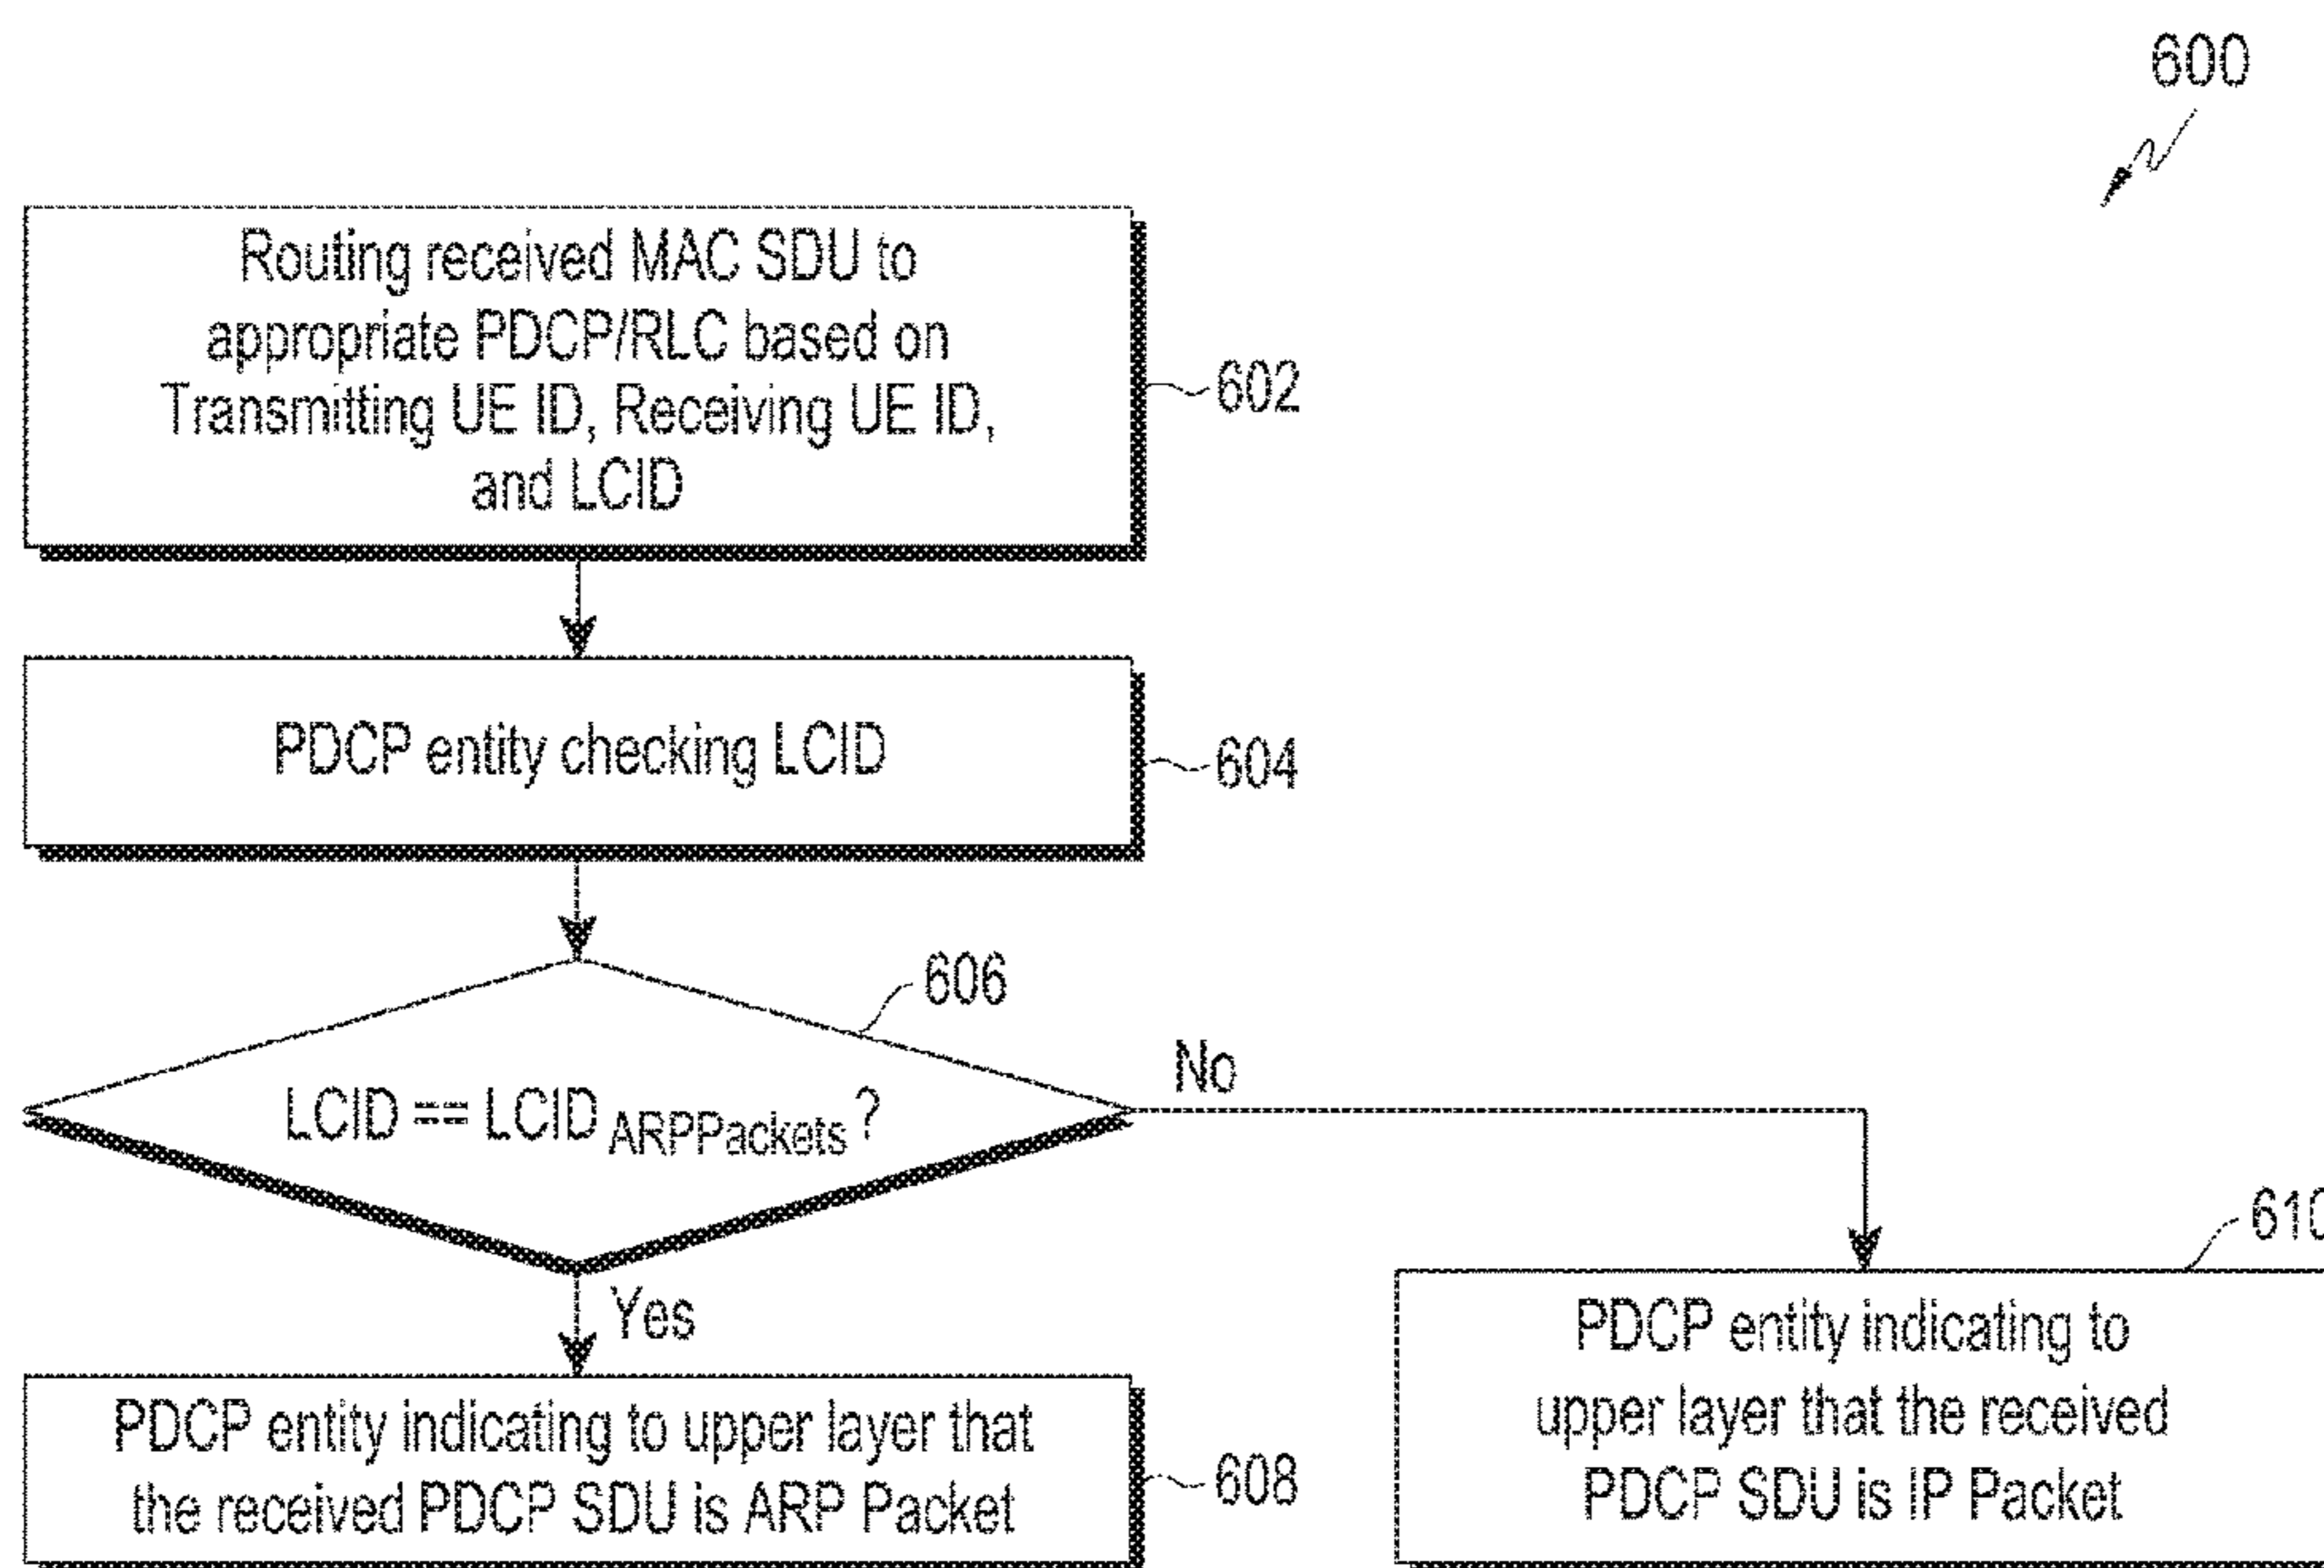 600
Routing received MAC SDU to
appropriate PDCP/RLC based on
Transmitting UE ID, Receiving UE ID,
and LCID
602
PDCP entity checking LCID
604
606
LCID == LCID ARPPackets ?
No
Yes
610
PDCP entity indicating to upper layer that
the received PDCP SDU is ARP Packet
608
PDCP entity indicating to
upper layer that the received
PDCP SDU is IP Packet